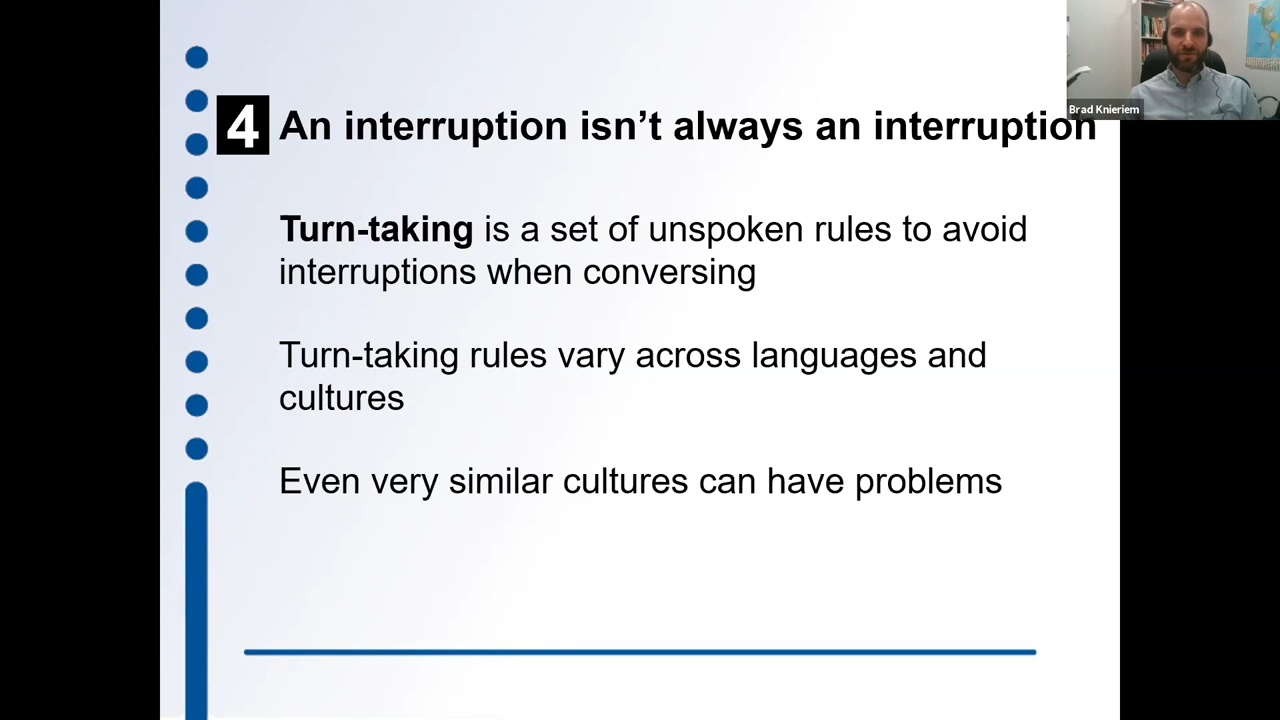 4 An interruption isn’t always an interruption
Brad Knieriem
Turn-taking is a set of unspoken rules to avoid
interruptions when conversing
Turn-taking rules vary across languages and
cultures
Even very similar cultures can have problems